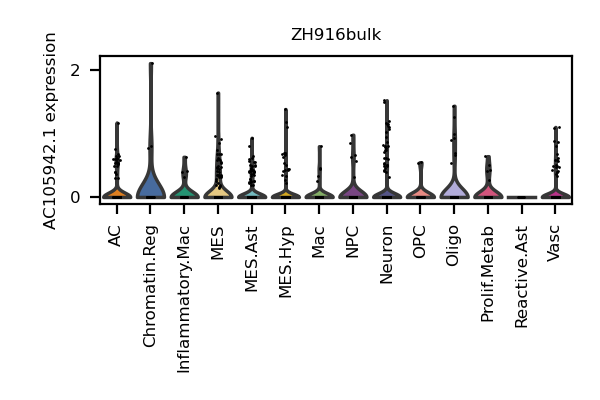 ZH916bulk
AC105942.1 expression
2
0
AC
Chromatin.Reg
Inflammatory.Mac
MES
MES.Ast
MES.Hyp
Mac
NPC
Neuron
OPC
Oligo
Prolif.Metab
Reactive.Ast
Vasc